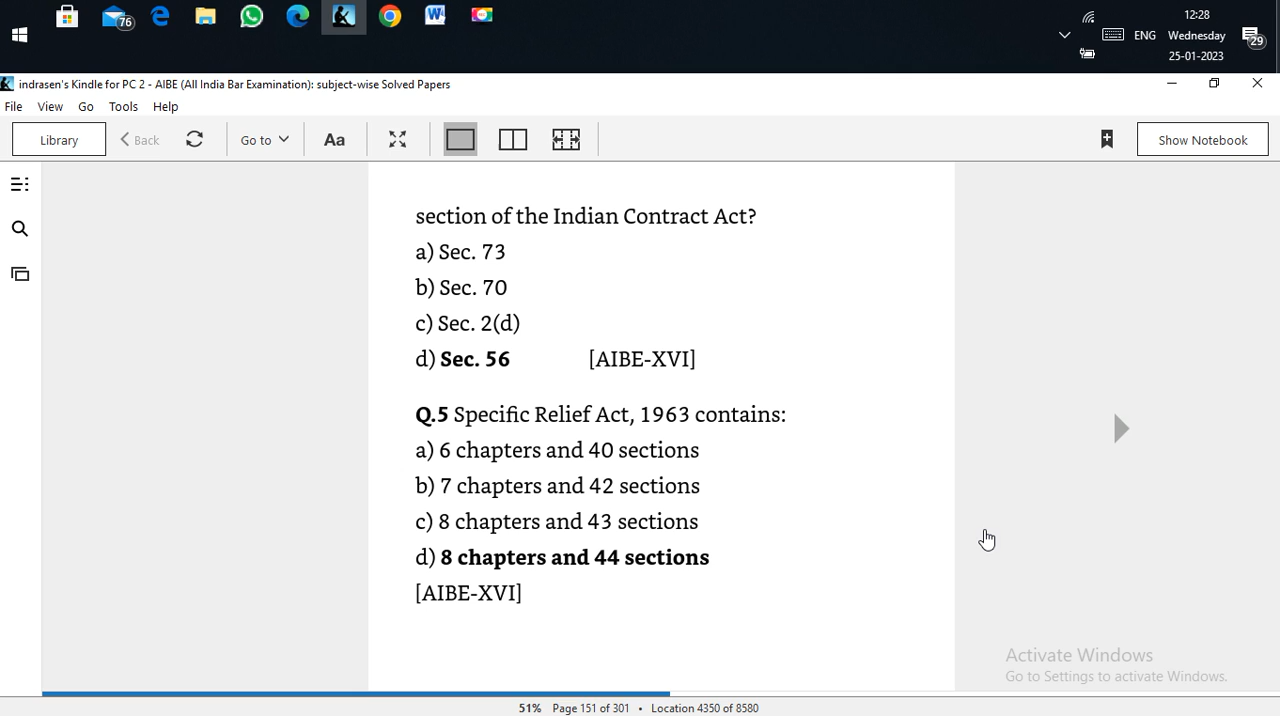 76
12:28
ENG Wednesday 29
25-01-2023
indrasen's Kindle for PC 2 - AIBE (All India Bar Examination): subject-wise Solved Papers
File View Go Tools Help
Library Back Go to Aa Show Notebook
section of the Indian Contract Act?
a) Sec. 73
b) Sec. 70
c) Sec. 2(d)
d) Sec. 56 [AIBE-XVI]
Q.5 Specific Relief Act, 1963 contains:
a) 6 chapters and 40 sections
b) 7 chapters and 42 sections
c) 8 chapters and 43 sections
d) 8 chapters and 44 sections
[AIBE-XVI]
Activate Windows
Go to Settings to activate Windows.
51% Page 151 of 301 • Location 4350 of 8580